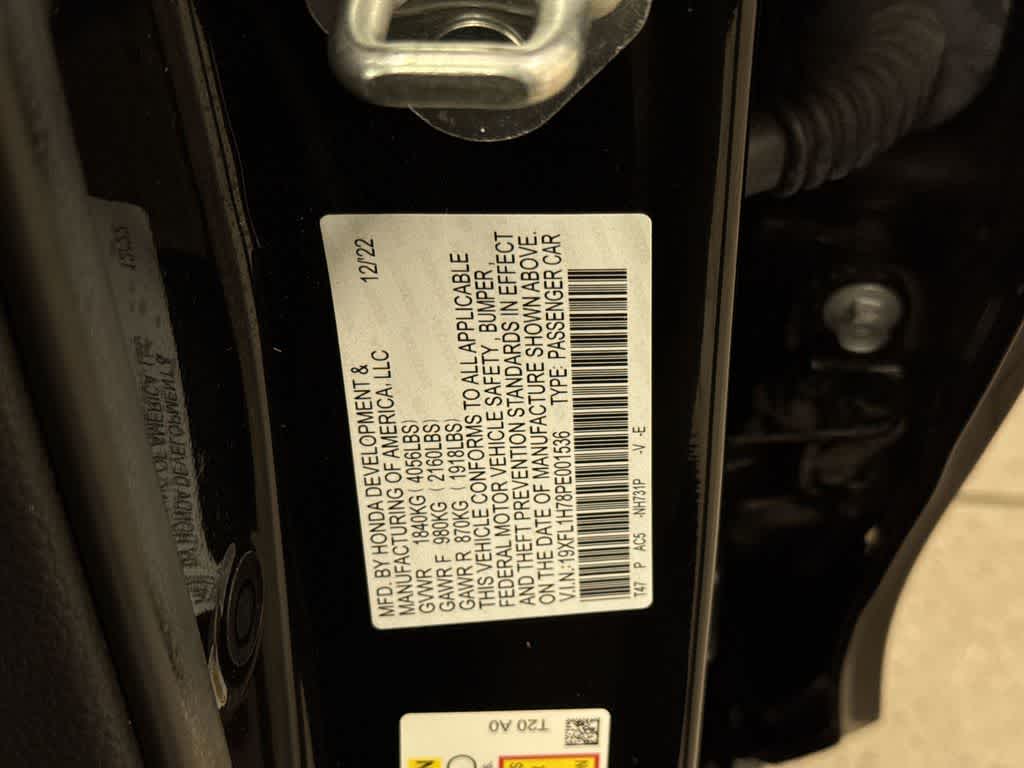 MFD. BY HONDA DEVELOPMENT &
MANUFACTURING OF AMERICA, LLC 12/'22
GVWR 1840KG (4056LBS)
GAWR F 980KG (2160LBS)
GAWR R 870KG (1918LBS)
THIS VEHICLE CONFORMS TO ALL APPLICABLE
FEDERAL MOTOR VEHICLE SAFETY, BUMPER,
AND THEFT PREVENTION STANDARDS IN EFFECT
ON THE DATE OF MANUFACTURE SHOWN ABOVE.
V.I.N.: 19XFL1H78PE001536 TYPE: PASSENGER CAR
T47 P AC5 -NH731P -V -E
T20 A0